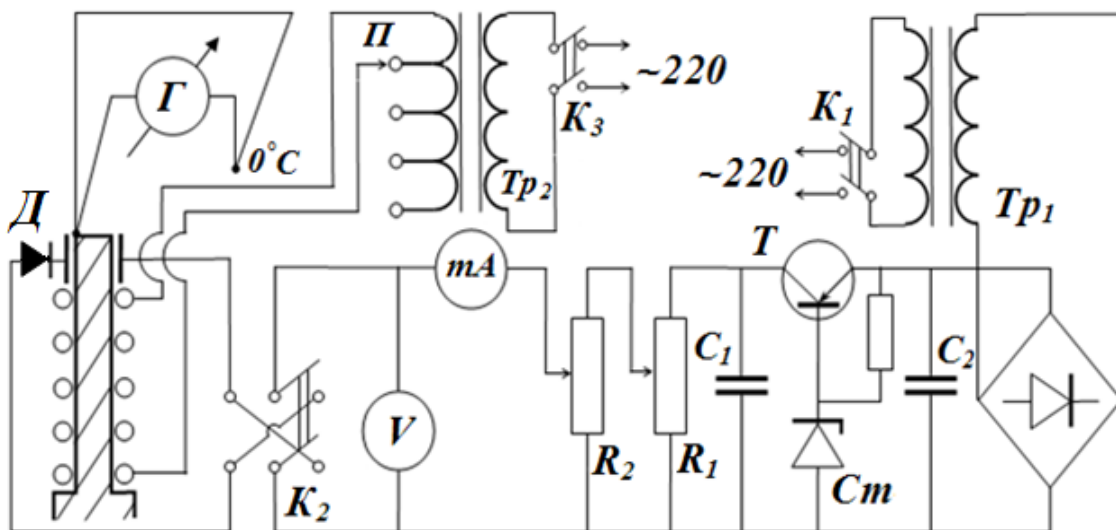 П
Г
0°C
К₃
~220
К₁
~220
Тр₂
Тр₁
Д
mA
Т
C₁
C₂
V
К₂
R₂
R₁
Ст